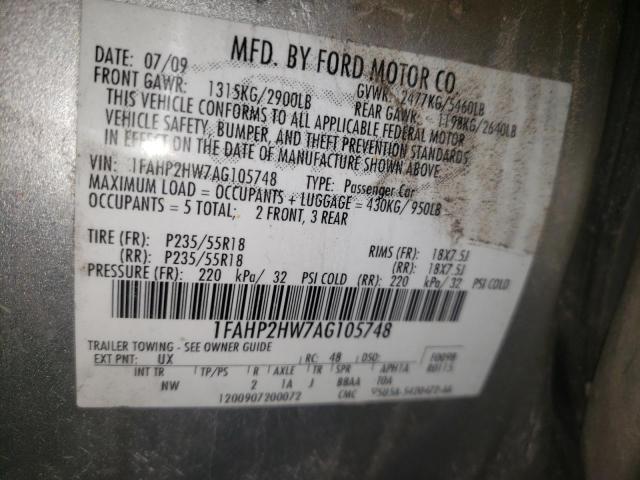 MFD. BY FORD MOTOR CO
DATE: 07/09 GVWR: 2477KG/5460LB
FRONT GAWR: 1315KG/2900LB REAR GAWR: 1198KG/2640LB
THIS VEHICLE CONFORMS TO ALL APPLICABLE FEDERAL MOTOR
VEHICLE SAFETY, BUMPER, AND THEFT PREVENTION STANDARDS
IN EFFECT ON THE DATE OF MANUFACTURE SHOWN ABOVE.
VIN: 1FAHP2HW7AG105748 TYPE: Passenger Car
MAXIMUM LOAD = OCCUPANTS + LUGGAGE = 430KG/950LB
OCCUPANTS = 5 TOTAL; 2 FRONT, 3 REAR
TIRE (FR): P235/55R18 RIMS (FR): 18X7.5J
(RR): P235/55R18 (RR): 18X7.5J
PRESSURE (FR): 220 kPa/ 32 PSI COLD (RR): 220 kPa/ 32 PSI COLD
1FAHP2HW7AG105748
TRAILER TOWING - SEE OWNER GUIDE
EXT PNT: UX RC: 48 DSO: F0098
INT TR TP/PS R AXLE TR SPR APHTA R0115
NW 2 1A J BBAA TOA
1200907200072 CMC